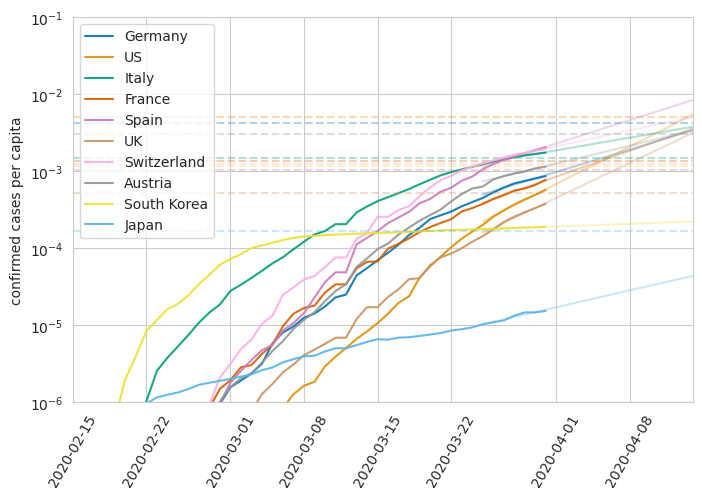 10⁻¹
10⁻²
10⁻³
10⁻⁴
10⁻⁵
10⁻⁶
confirmed cases per capita
Germany
US
Italy
France
Spain
UK
Switzerland
Austria
South Korea
Japan
2020-02-15
2020-02-22
2020-03-01
2020-03-08
2020-03-15
2020-03-22
2020-04-01
2020-04-08